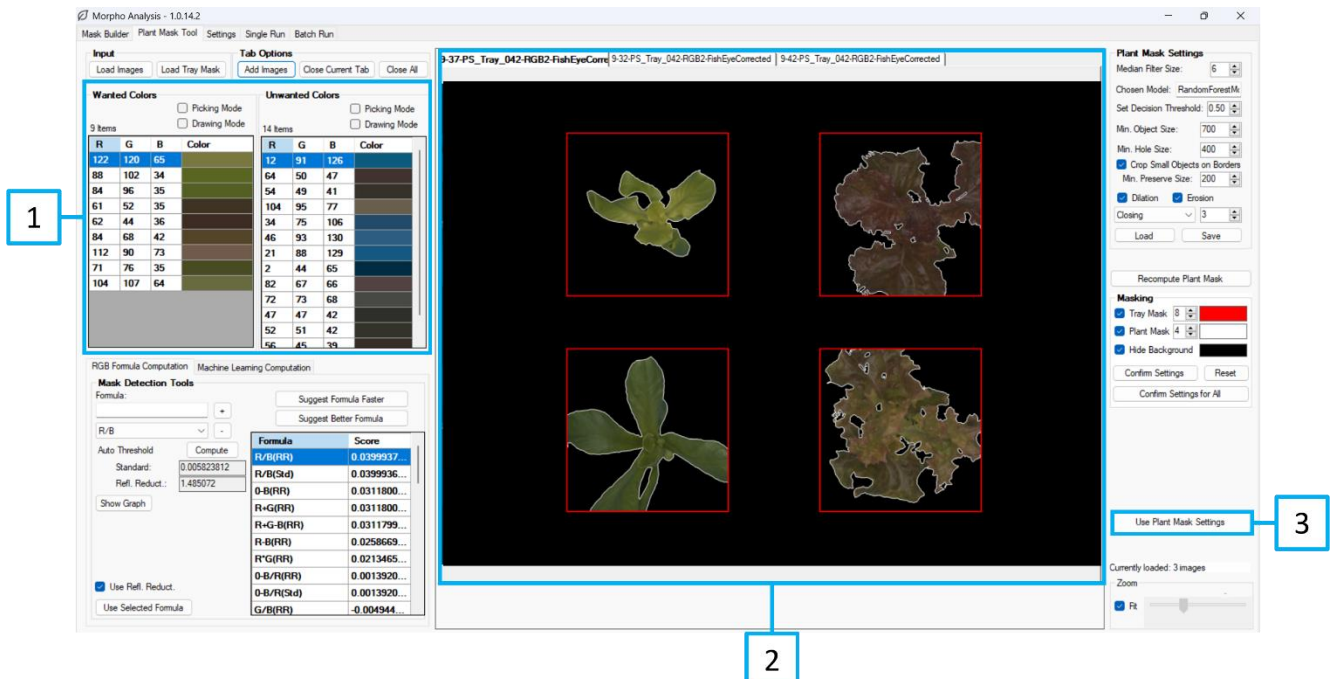 Morpho Analysis - 1.0.14.2
Mask Builder Plant Mask Tool Settings Single Run Batch Run
Input
Load Images Load Tray Mask
Tab Options
Add Images Close Current Tab Close All
Wanted Colors
Picking Mode
Drawing Mode
9 Items
R G B Color
122 120 65
88 102 34
84 96 35
61 52 35
62 44 36
84 68 42
112 90 73
71 76 35
104 107 64
Unwanted Colors
Picking Mode
Drawing Mode
14 Items
R G B Color
12 91 126
64 50 47
54 49 41
104 95 77
34 75 106
46 93 130
21 88 129
2 44 65
82 67 66
72 73 68
47 47 42
52 51 42
56 45 39
1
RGB Formula Computation Machine Learning Computation
Mask Detection Tools
Formula:
+
R/B
-
Auto Threshold Compute
Standard: 0.005823812
Refl. Reduct.: 1.485072
Show Graph
Use Refl. Reduct.
Use Selected Formula
Suggest Formula Faster
Suggest Better Formula
Formula Score
R/B(RR) 0.0399937...
R/B(Std) 0.0399936...
0-B(RR) 0.0311800...
R+G(RR) 0.0311800...
R+G-B(RR) 0.0311799...
R-B(RR) 0.0258669...
R*G(RR) 0.0213465...
0-B/R(RR) 0.0013920...
0-B/R(Std) 0.0013920...
G/B(RR) -0.004944...
9-37-PS_Tray_042-RGB2-FishEyeCorre 9-32-PS_Tray_042-RGB2-FishEyeCorrected 9-42-PS_Tray_042-RGB2-FishEyeCorrected
2
Plant Mask Settings
Median Filter Size: 6
Chosen Model: RandomForestMo
Set Decision Threshold: 0.50
Min. Object Size: 700
Min. Hole Size: 400
Crop Small Objects on Borders
Min. Preserve Size: 200
Dilation Erosion
Closing 3
Load Save
Recompute Plant Mask
Masking
Tray Mask 8
Plant Mask 4
Hide Background
Confirm Settings Reset
Confirm Settings for All
Use Plant Mask Settings
3
Currently loaded: 3 images
Zoom
Fit